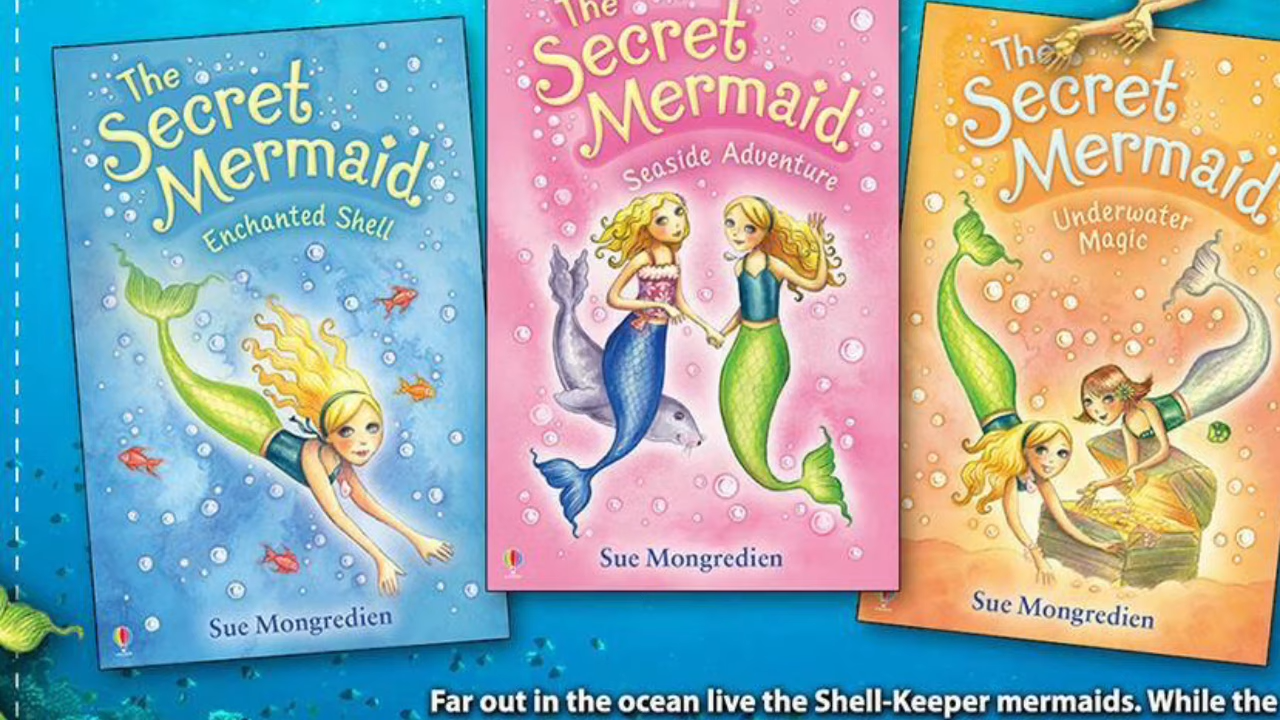 The
Secret
Mermaid
Enchanted Shell
Sue Mongredien
The
Secret
Mermaid
Seaside Adventure
Sue Mongredien
The
Secret
Mermaid
Underwater
Magic
Sue Mongredien
Far out in the ocean live the Shell-Keeper mermaids. While the